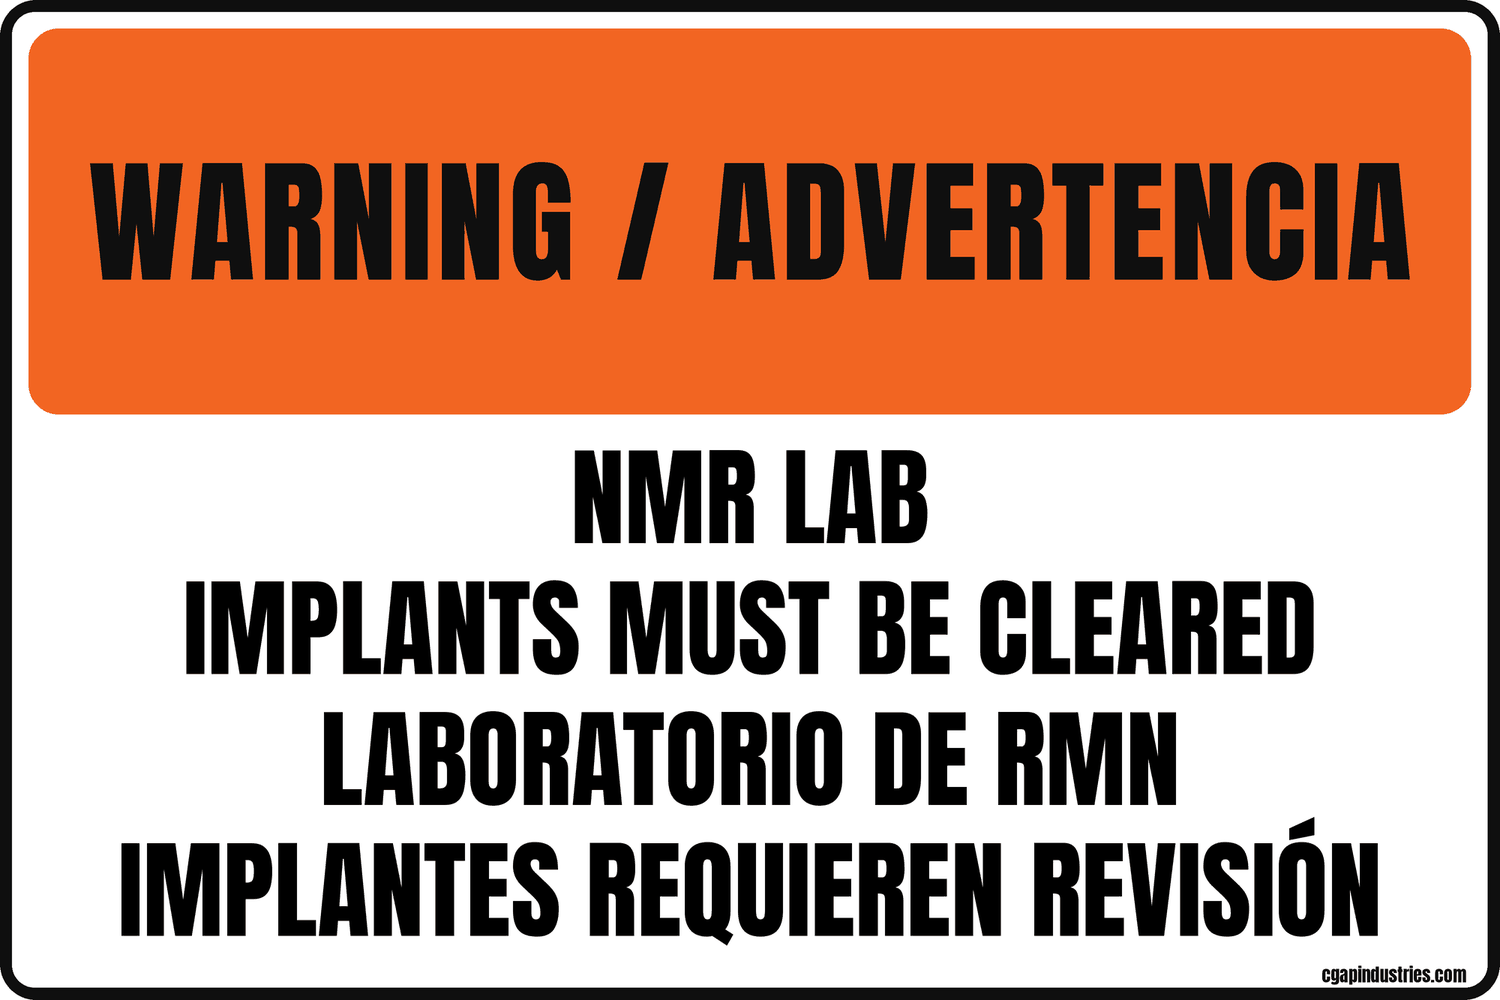 WARNING / ADVERTENCIA
NMR LAB
IMPLANTS MUST BE CLEARED
LABORATORIO DE RMN
IMPLANTES REQUIEREN REVISIÓN
cgapindustries.com